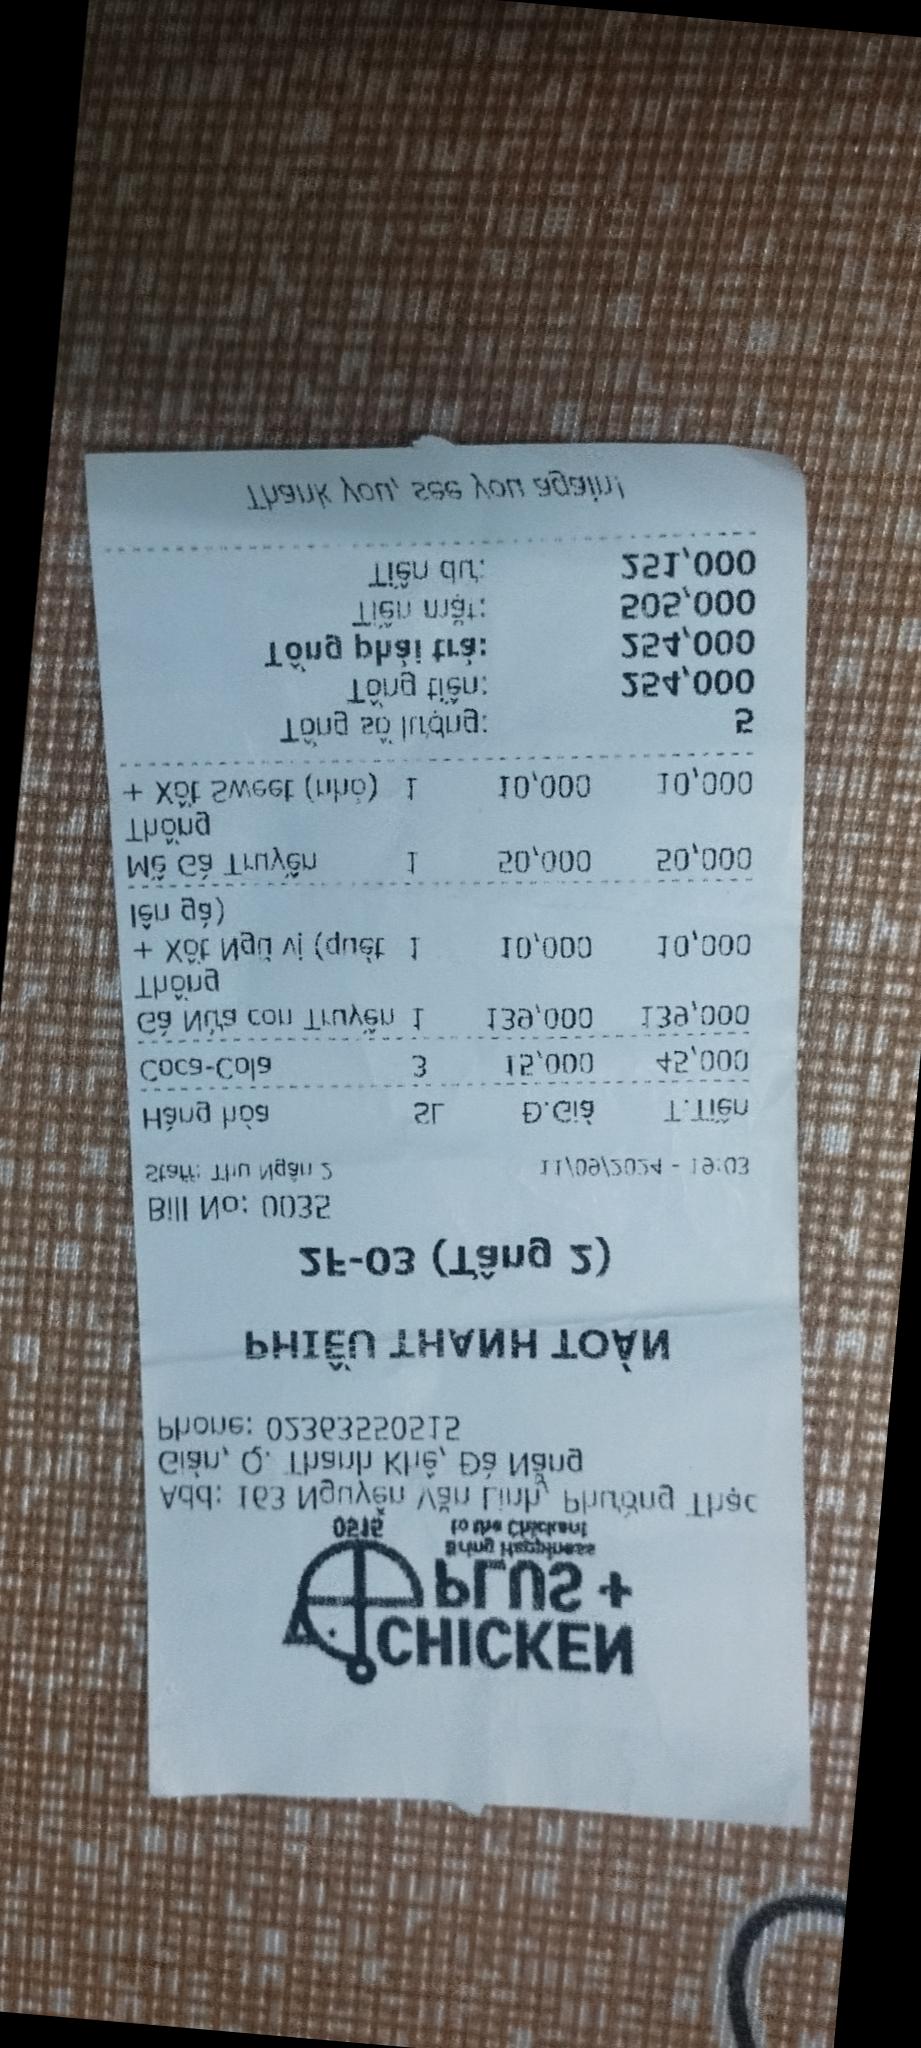 CHICKEN
PLUS +
Bring Happiness
to the Chickent
0515
Add: 163 Nguyễn Văn Linh, Phường Thạc
Gián, Q. Thanh Khê, Đà Nẵng
Phone: 02363550515
PHIẾU THANH TOÁN
2F-03 (Tầng 2)
Bill No: 0035
Staff: Thu Ngân 2 11/09/2024 - 19:03
Hàng hóa SL Đ.Giá T.Tiền
Coca-Cola 3 15,000 45,000
Gà Nửa con Truyền 1 139,000 139,000
Thống
+ Xốt Ngũ vị (quét 1 10,000 10,000
lên gà)
Mề Gà Truyền 1 50,000 50,000
Thống
+ Xốt Sweet (nhỏ) 1 10,000 10,000
Tổng số lượng: 5
Tổng tiền: 254,000
Tổng phải trả: 254,000
Tiền mặt: 505,000
Tiền dư: 251,000
Thank you, see you again!